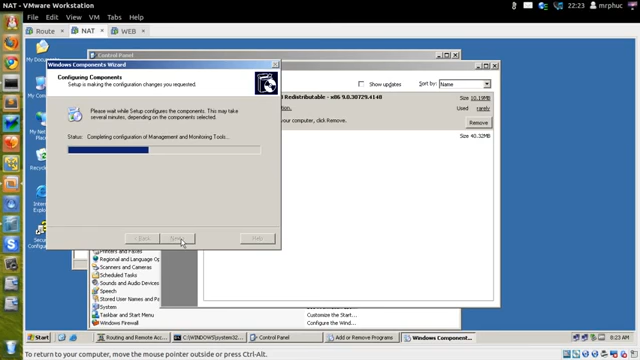 NAT - VMware Workstation
22:23
mrphuc
File Edit View VM Team Windows Help
Route
NAT
WEB
Control Panel
Windows Components Wizard
Configuring Components
Setup is making the configuration changes you requested.
Please wait while Setup configures the components. This may take
several minutes, depending on the components selected.
Status:
Completing configuration of Management and Monitoring Tools...
< Back
Next >
Help
Show updates
Sort by:
Name
Redistributable - x86 9.0.30729.4148
Size
10.19MB
Used
rarely
your computer, click Remove.
Remove
Size 40.32MB
Regional and Language Op
Scanners and Cameras
Scheduled Tasks
Sounds and Audio Devices
Speech
Stored User Names and Pa
System
Taskbar and Start Menu
Customize the Start
Windows Firewall
Configure the Wind
Start
Routing and Remote Acc
C:\WINDOWS\system32
Control Panel
Add or Remove Programs
Windows Component
8:23 AM
To return to your computer, move the mouse pointer outside or press Ctrl-Alt.